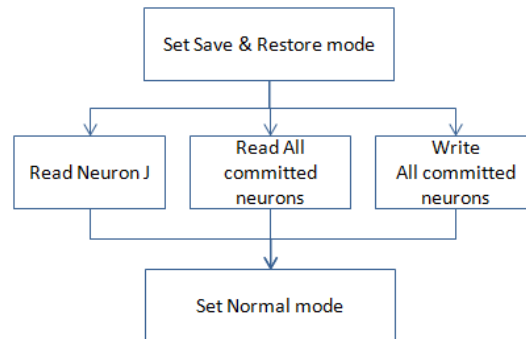 Set Save & Restore mode
Read Neuron J
Read All
committed
neurons
Write
All committed
neurons
Set Normal mode